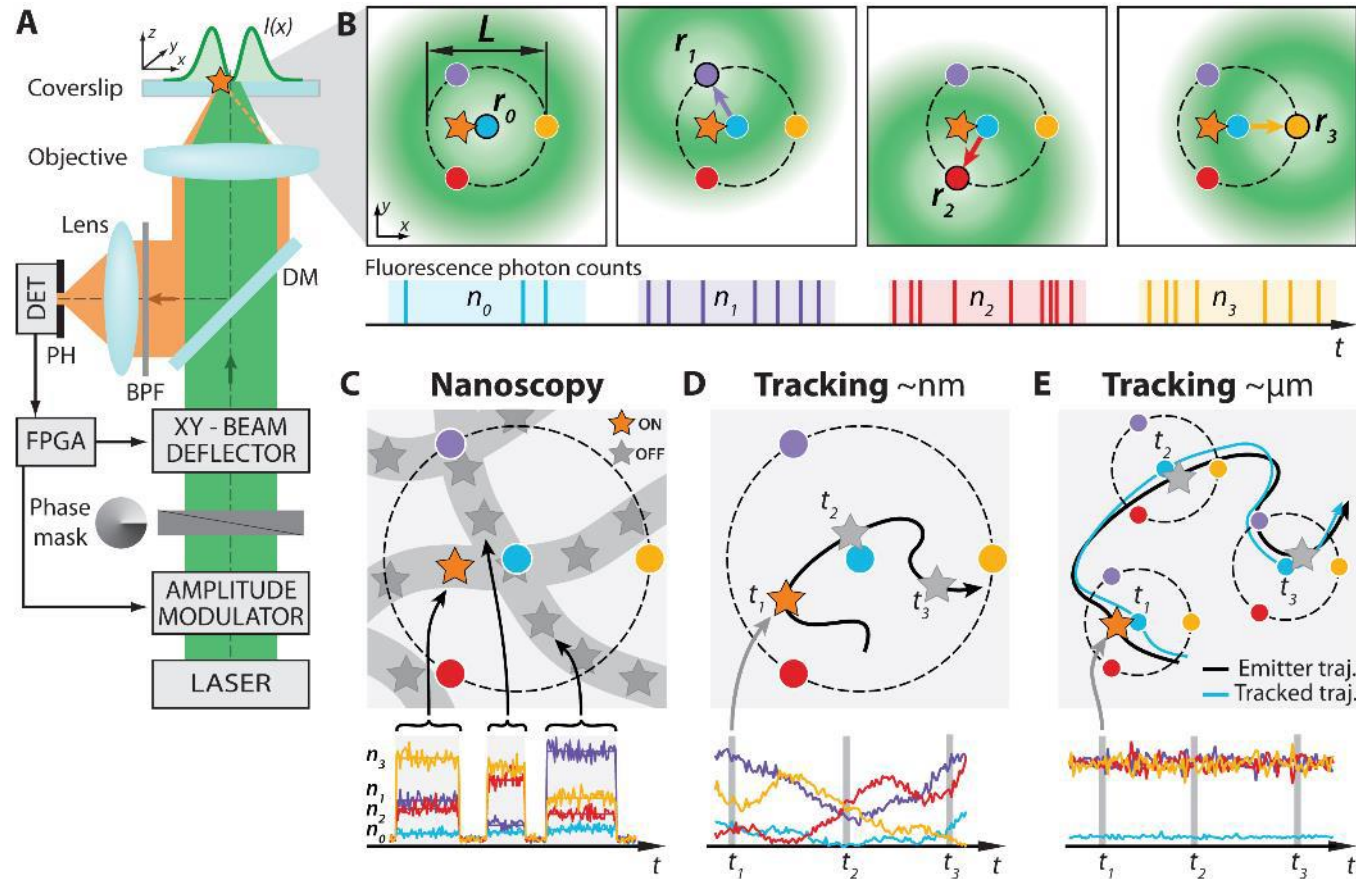 A
I(x)
z
y
x
Coverslip
Objective
Lens
DM
DET
PH
BPF
FPGA
XY - BEAM
DEFLECTOR
Phase
mask
AMPLITUDE
MODULATOR
LASER
B
L
r0
r1
r2
r3
y
x
Fluorescence photon counts
n0
n1
n2
n3
t
C Nanoscopy
ON
OFF
n3
n1
n2
n0
t
D Tracking ~nm
t2
t1
t3
t1
t2
t3
t
E Tracking ~μm
t2
t1
t3
Emitter traj.
Tracked traj.
t1
t2
t3
t